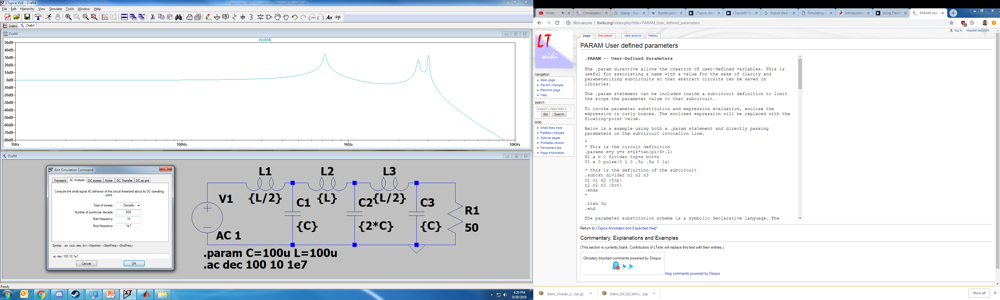 LTspice XVII - Draft4
File Edit Hierarchy View Simulate Tools Window Help
Draft4 Draft4
Draft4
V(n004)
50dB
40dB
30dB
20dB
10dB
0dB
-10dB
-20dB
-30dB
-40dB
-50dB
-60dB
-70dB
-80dB
10Hz 100Hz 1KHz 10KHz
Draft4
Edit Simulation Command
Transient AC Analysis DC sweep Noise DC Transfer DC op pnt
Compute the small signal AC behavior of the circuit linearized about its DC operating
point.
Type of sweep: Decade
Number of points per decade: 100
Start frequency: 10
Stop frequency: 1e7
Syntax: .ac <oct, dec, lin> <Npoints> <StartFreq> <EndFreq>
.ac dec 100 10 1e7
Cancel OK
L1 L2 L3
{L/2} {L} {L/2}
V1 C1 C2 C3 R1
{C} {2*C} {C} 50
AC 1
.param C=100u L=100u
.ac dec 100 10 1e7
Ready
4:26 PM
9/30/2018
Skillet - Convergence dialog - Goo Bipolar junct LTspice: Gen LTspiceIV: Vo ltspice ideal Simulating a Introduction Using Transf PARAM User
Not secure ltwiki.org/index.php?title=PARAM_User_defined_parameters
log in request account
LT
wiki
page discussion view source history
PARAM User defined parameters
.PARAM -- User-Defined Parameters
The .param directive allows the creation of user-defined variables. This is
useful for associating a name with a value for the sake of clarity and
parameterizing subcircuits so that abstract circuits can be saved in
libraries.
The .param statement can be included inside a subcircuit definition to limit
the scope the parameter value to that subcircuit.
To invoke parameter substitution and expression evaluation, enclose the
expression in curly braces. The enclosed expression will be replaced with the
floating-point value.
Below is a example using both a .param statement and directly passing
parameters on the subcircuit invocation line.
*
* This is the circuit definition
.params x=y y=z z=1k*tan(pi/4+.1)
X1 a b 0 divider top=x bot=z
V1 a 0 pulse(0 1 0 .5µ .5µ 0 1µ)
* this is the definition of the subcircuit
.subckt divider n1 n2 n3
r1 n1 n2 {top}
r2 n2 n3 {bot}
.ends
*
.tran 3µ
.end
The parameter substitution scheme is a symbolic declarative language. The
navigation
Main page
Recent changes
Random page
Help
search
Search LTwiki-Wiki fc
Go Search
tools
What links here
Related changes
Special pages
Printable version
Permanent link
Page information
Return to LTspice Annotated and Expanded Help*
Commentary, Explanations and Examples
(This section is currently blank. Contributors of LTwiki will replace this text with their entries.)
Ghostery blocked comments powered by Disqus.
blog comments powered by Disqus
Xilinx_Vivado_S....tar.gz Xilinx_ISE_S6_Win1....zip Show all